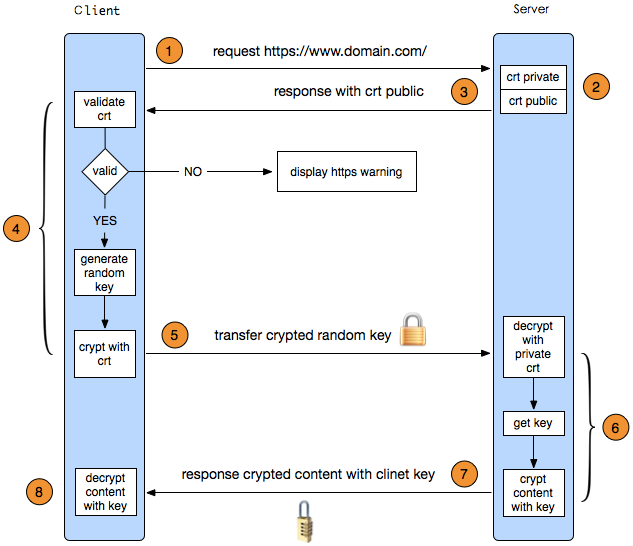 Client
Server
1
request https://www.domain.com/
crt private
crt public
2
response with crt public
3
validate
crt
valid
NO
display https warning
4
YES
generate
random
key
crypt with
crt
5
transfer crypted random key
decrypt
with
private
crt
get key
6
crypt
content
with key
7
response crypted content with clinet key
8
decrypt
content
with key